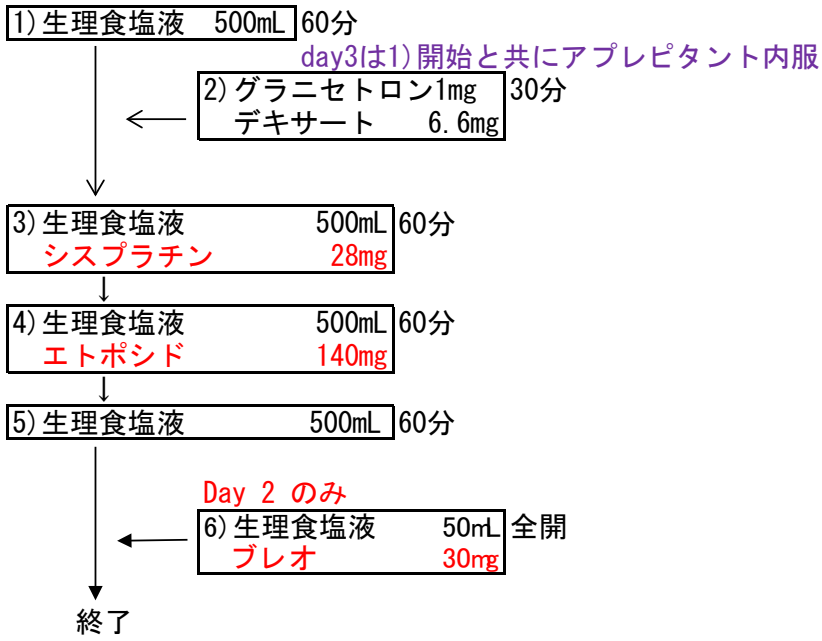 1)生理食塩液 500mL 60分
day3は1)開始と共にアプレピタント内服
2)グラニセトロン1mg 30分
デキサート 6.6mg
3)生理食塩液 500mL 60分
シスプラチン 28mg
↓
4)生理食塩液 500mL 60分
エトポシド 140mg
↓
5)生理食塩液 500mL 60分
Day 2 のみ
6)生理食塩液 50mL 全開
ブレオ 30mg
終了